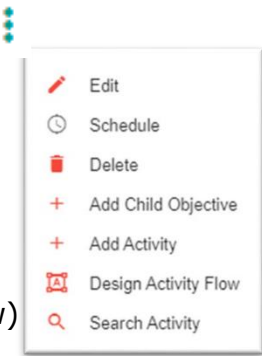 Edit
Schedule
Delete
Add Child Objective
Add Activity
Design Activity Flow
Search Activity